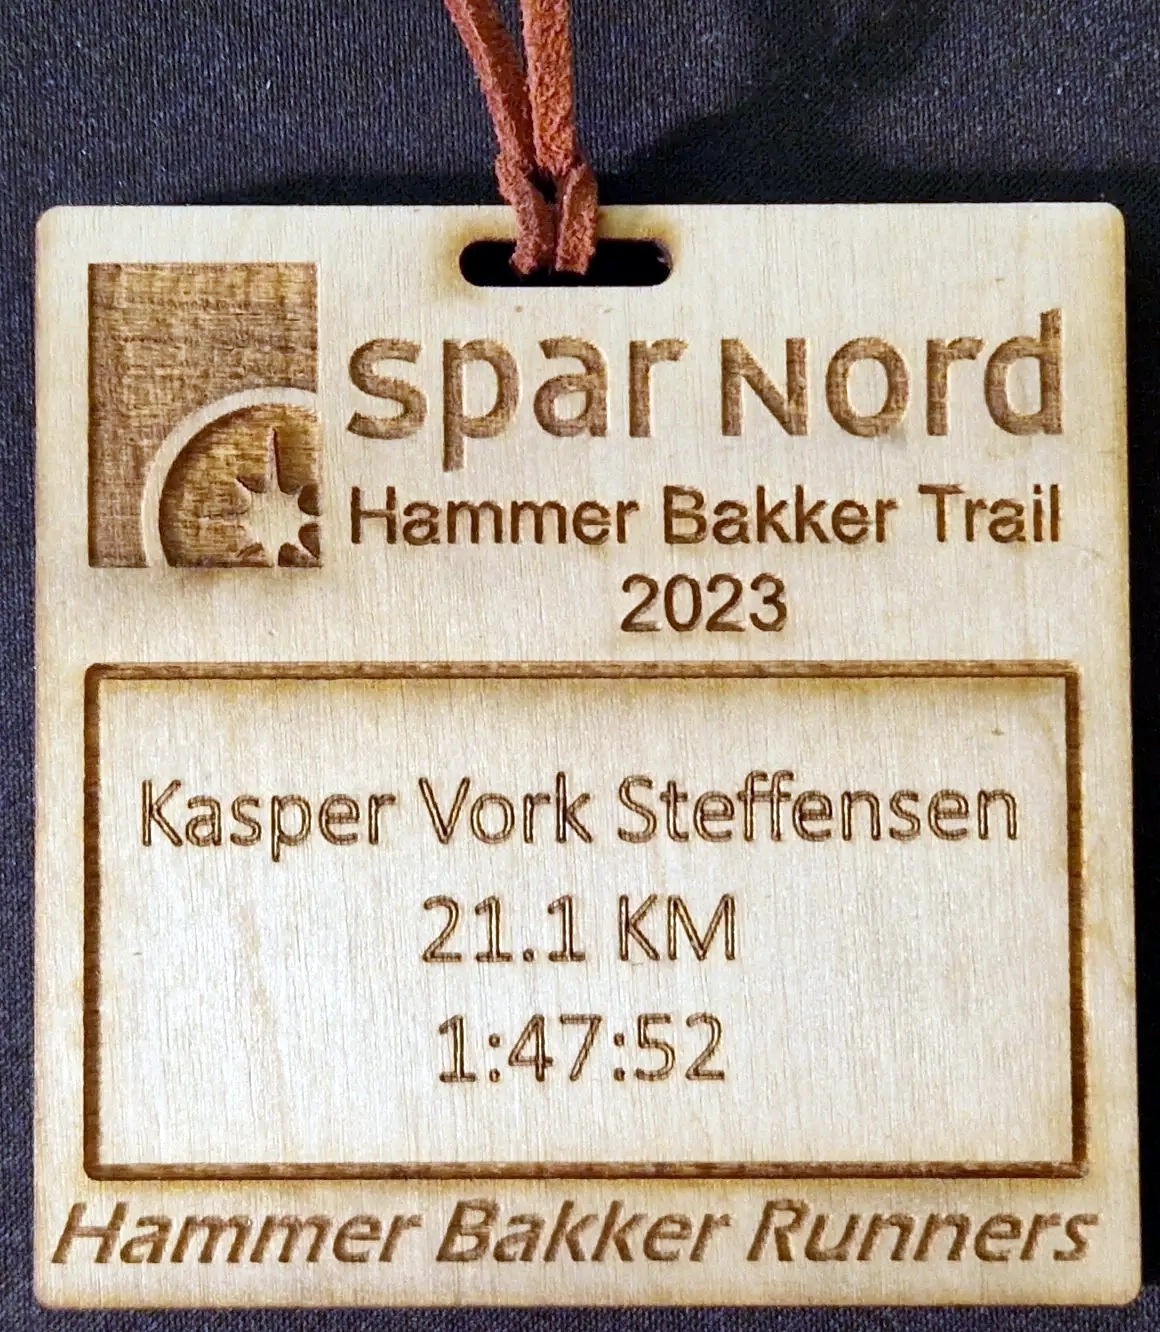 spar nord
Hammer Bakker Trail
2023
Kasper Vork Steffensen
21.1 KM
1:47:52
Hammer Bakker Runners